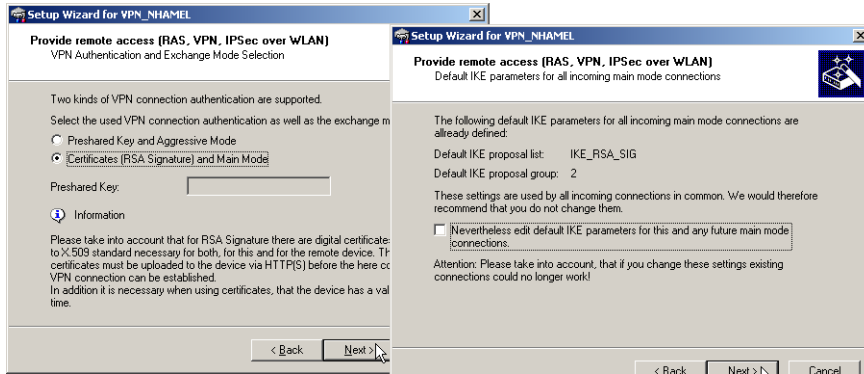 Setup Wizard for VPN_NHAMEL
Provide remote access (RAS, VPN, IPSec over WLAN)
VPN Authentication and Exchange Mode Selection
Two kinds of VPN connection authentication are supported.
Select the used VPN connection authentication as well as the exchange m
Preshared Key and Aggressive Mode
Certificates (RSA Signature) and Main Mode
Preshared Key:
Information
Please take into account that for RSA Signature there are digital certificate
to X.509 standard necessary for both, for this and for the remote device. Th
certificates must be uploaded to the device via HTTP(S) before the here co
VPN connection can be established.
In addition it is necessary when using certificates, that the device has a val
time.
< Back
Next >
Setup Wizard for VPN_NHAMEL
Provide remote access (RAS, VPN, IPSec over WLAN)
Default IKE parameters for all incoming main mode connections
The following default IKE parameters for all incoming main mode connections are
already defined:
Default IKE proposal list: IKE_RSA_SIG
Default IKE proposal group: 2
These settings are used by all incoming connections in common. We would therefore
recommend that you do not change them.
Nevertheless edit default IKE parameters for this and any future main mode
connections.
Attention: Please take into account, that if you change these settings existing
connections could no longer work!
< Back
Next >
Cancel